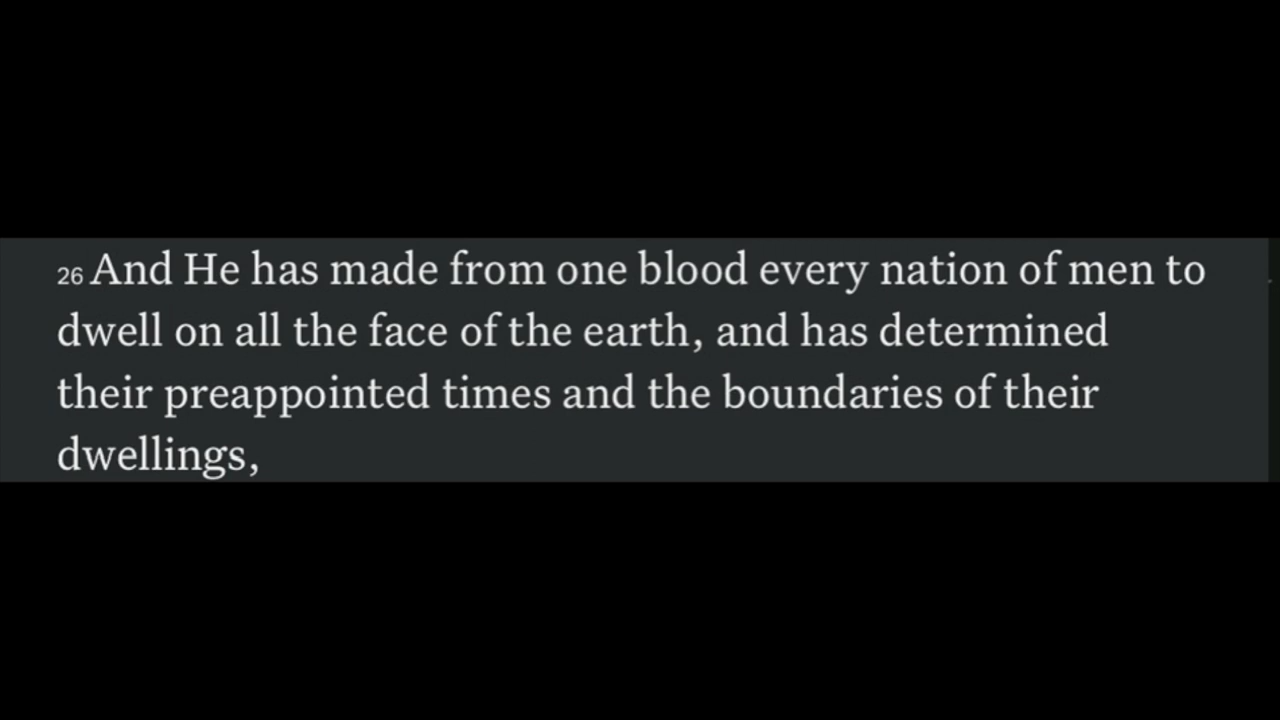 26 And He has made from one blood every nation of men to
dwell on all the face of the earth, and has determined
their preappointed times and the boundaries of their
dwellings,